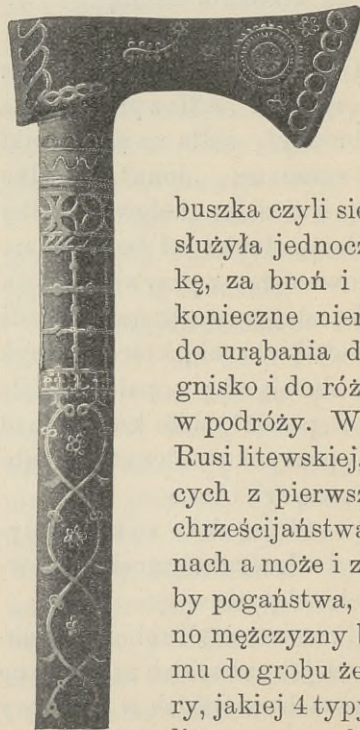 buszka czyli sie
służyła jednocz
kę, za broń i
konieczne nier
do urąbania d
gnisko i do róż
w podróży. W
Rusi litewskiej,
cych z pierwsz
chrześcijaństwa
nach a może i z
by pogaństwa,
no mężczyzny b
mu do grobu że
ry, jakiej 4 typy